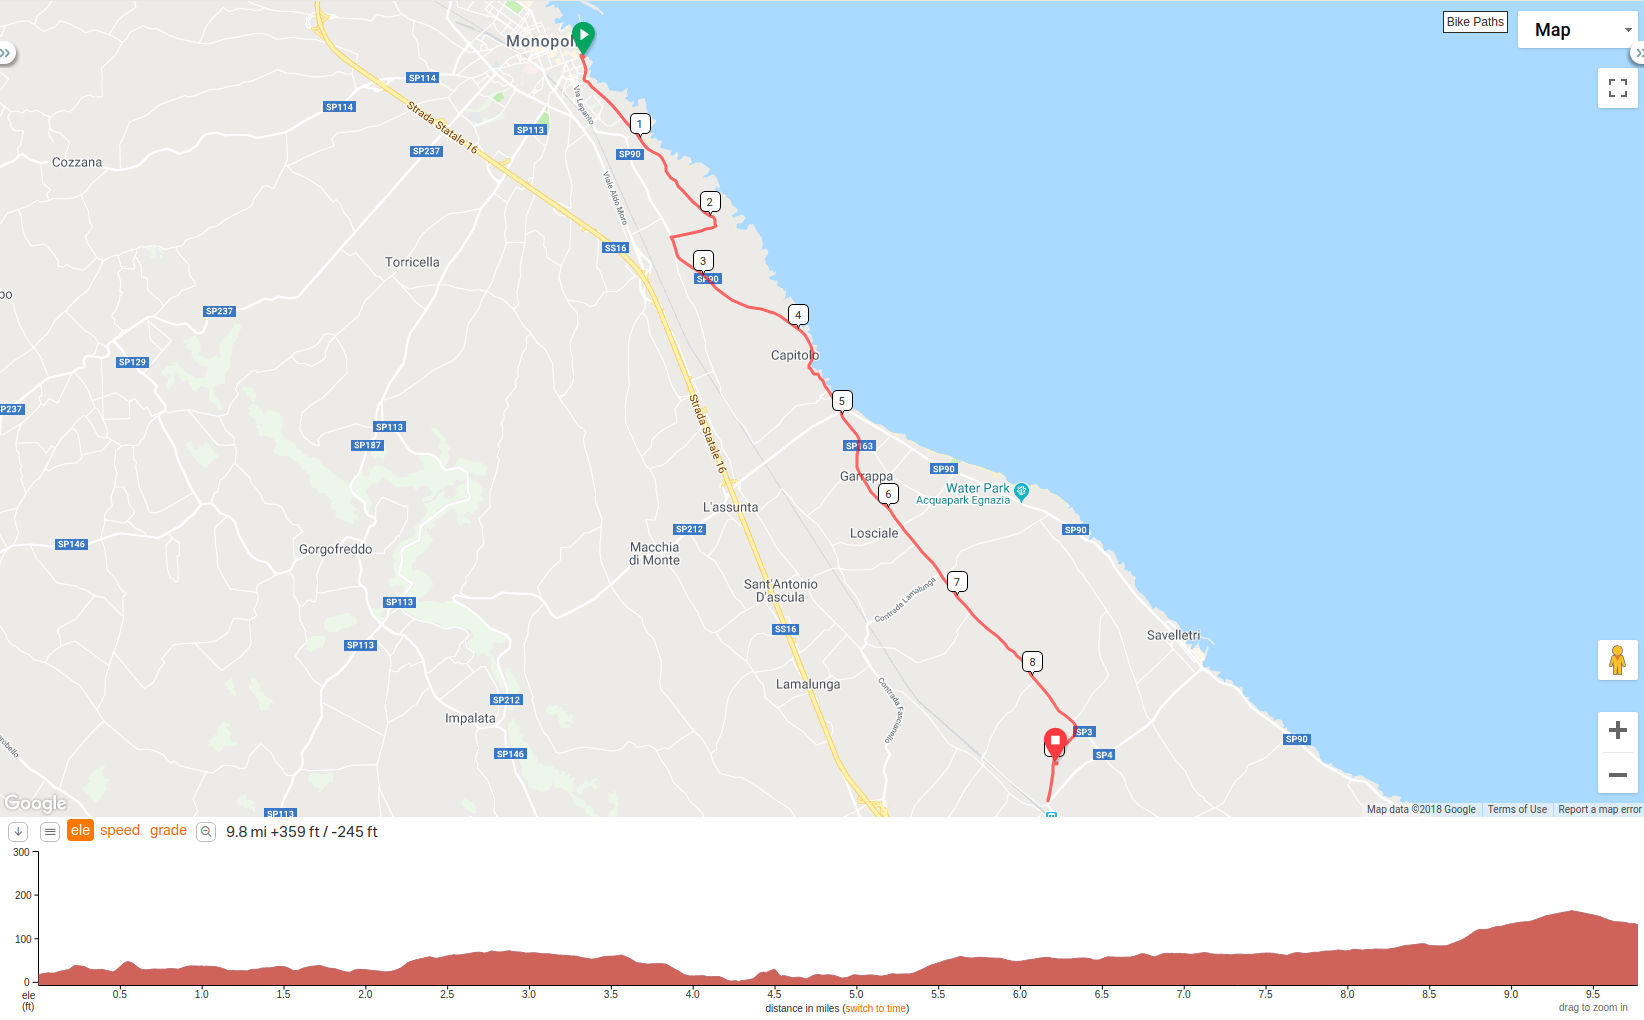 Bike Paths
Map
Monopoli
SP114
SP114
Strada Statale 16
Via Lepanto
SP113
1
SP237
SP90
Cozzana
Viale Aldo Moro
2
SS16
Torricella
3
SP90
po
SP237
4
Capitolo
SP129
5
SP237
Strada Statale 16
SP113
SP187
SP163
SP90
Garrappa
Water Park
Acquapark Egnazia
6
L'assunta
SP212
SP90
Losciale
SP146
Gorgofreddo
Macchia
di Monte
7
Sant'Antonio
D'ascula
Contrada Lamalunga
SP113
SS16
Savelletri
SP113
8
Lamalunga
SP212
Contrada Fascianello
Impalata
SP3
SP90
SP146
SP4
Google
SP113
Map data ©2018 Google
Terms of Use
Report a map error
ele speed grade 9.8 mi +359 ft / -245 ft
300
200
100
0
ele
(ft)
0.5 1.0 1.5 2.0 2.5 3.0 3.5 4.0 4.5 5.0 5.5 6.0 6.5 7.0 7.5 8.0 8.5 9.0 9.5
distance in miles (switch to time)
drag to zoom in